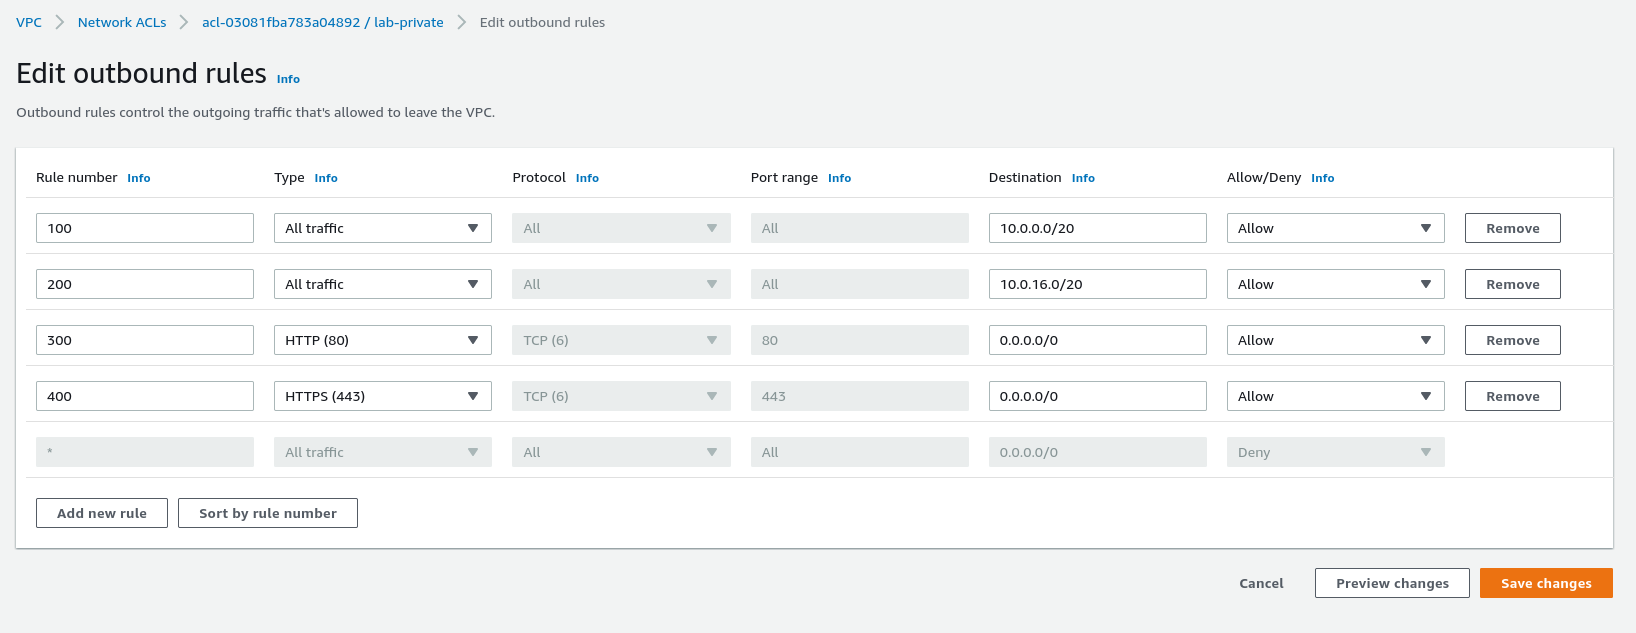 VPC > Network ACLs > acl-03081fba783a04892 / lab-private > Edit outbound rules
Edit outbound rules Info
Outbound rules control the outgoing traffic that's allowed to leave the VPC.
Rule number Info Type Info Protocol Info Port range Info Destination Info Allow/Deny Info
100 All traffic All All 10.0.0.0/20 Allow Remove
200 All traffic All All 10.0.16.0/20 Allow Remove
300 HTTP (80) TCP (6) 80 0.0.0.0/0 Allow Remove
400 HTTPS (443) TCP (6) 443 0.0.0.0/0 Allow Remove
* All traffic All All 0.0.0.0/0 Deny
Add new rule Sort by rule number
Cancel Preview changes Save changes